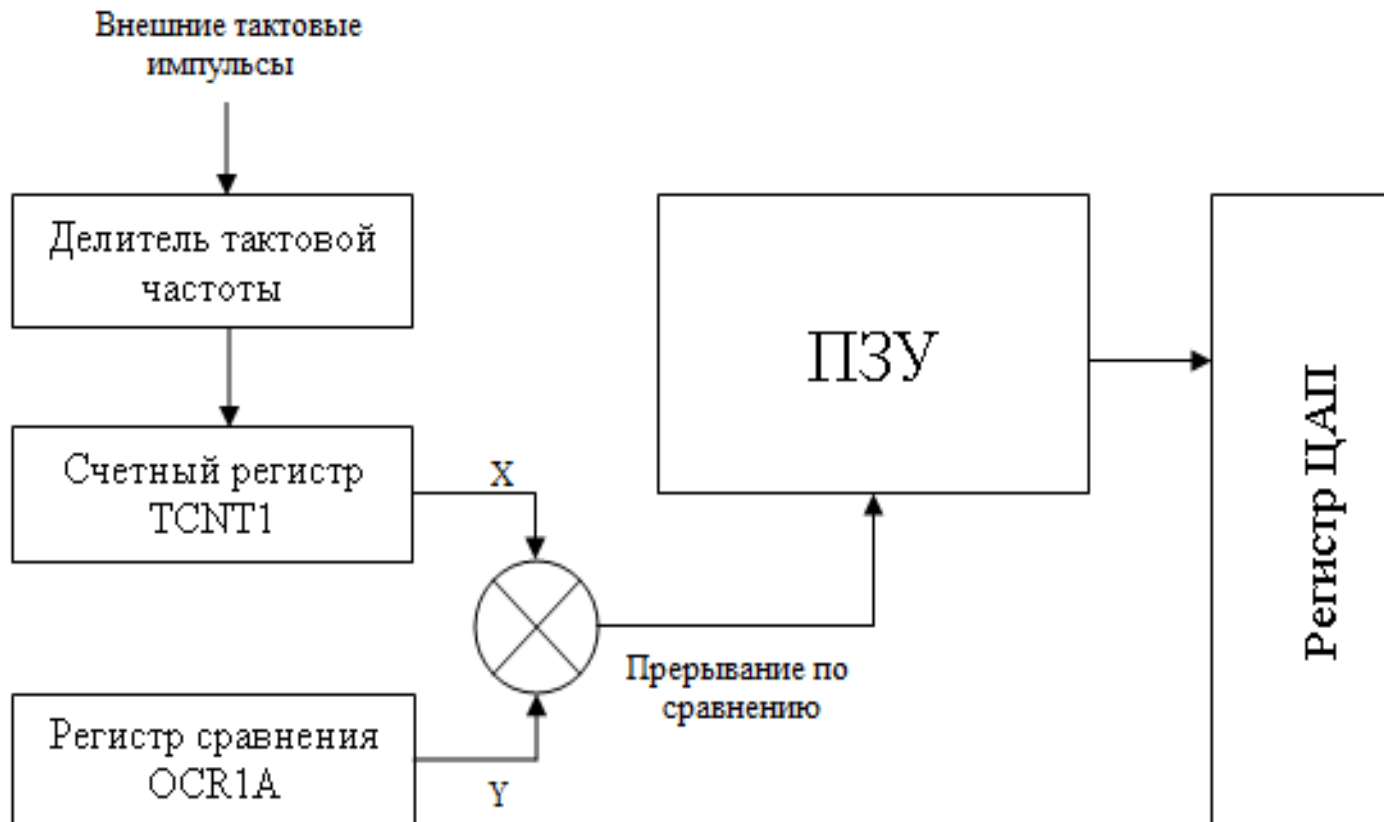 Внешние тактовые
импульсы
Делитель тактовой
частоты
ПЗУ
Регистр ЦАП
Счетный регистр
TCNT1
X
Прерывание по
сравнению
Регистр сравнения
OCR1A
Y